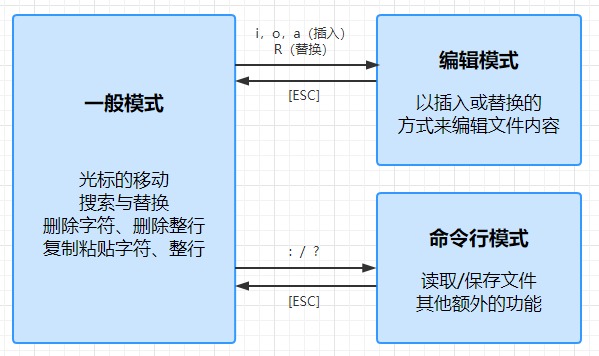 一般模式
光标的移动
搜索与替换
删除字符、删除整行
复制粘贴字符、整行
i，o，a（插入）
R（替换）
[ESC]
编辑模式
以插入或替换的
方式来编辑文件内容
： / ？
[ESC]
命令行模式
读取/保存文件
其他额外的功能